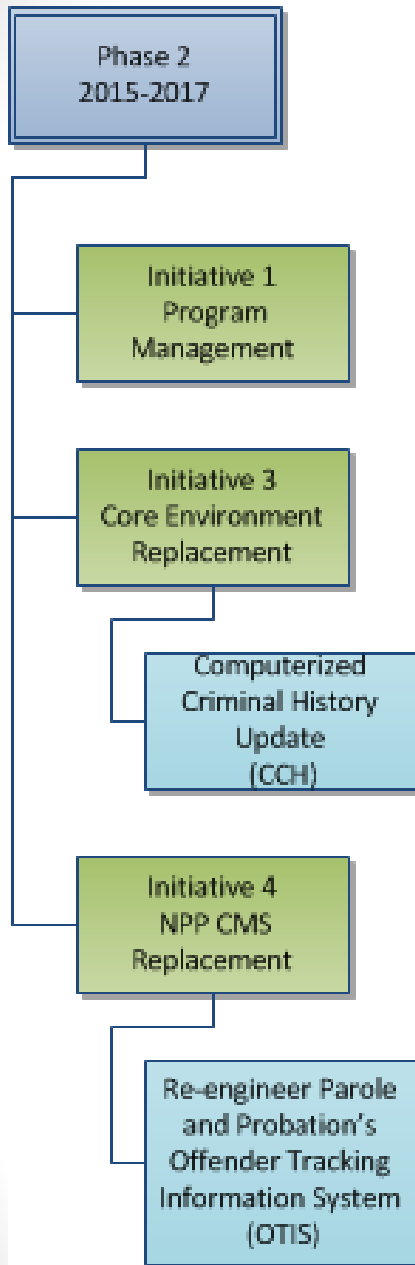 Phase 2
2015-2017
Initiative 1
Program
Management
Initiative 3
Core Environment
Replacement
Computerized
Criminal History
Update
(CCH)
Initiative 4
NPP CMS
Replacement
Re-engineer Parole
and Probation's
Offender Tracking
Information System
(OTIS)